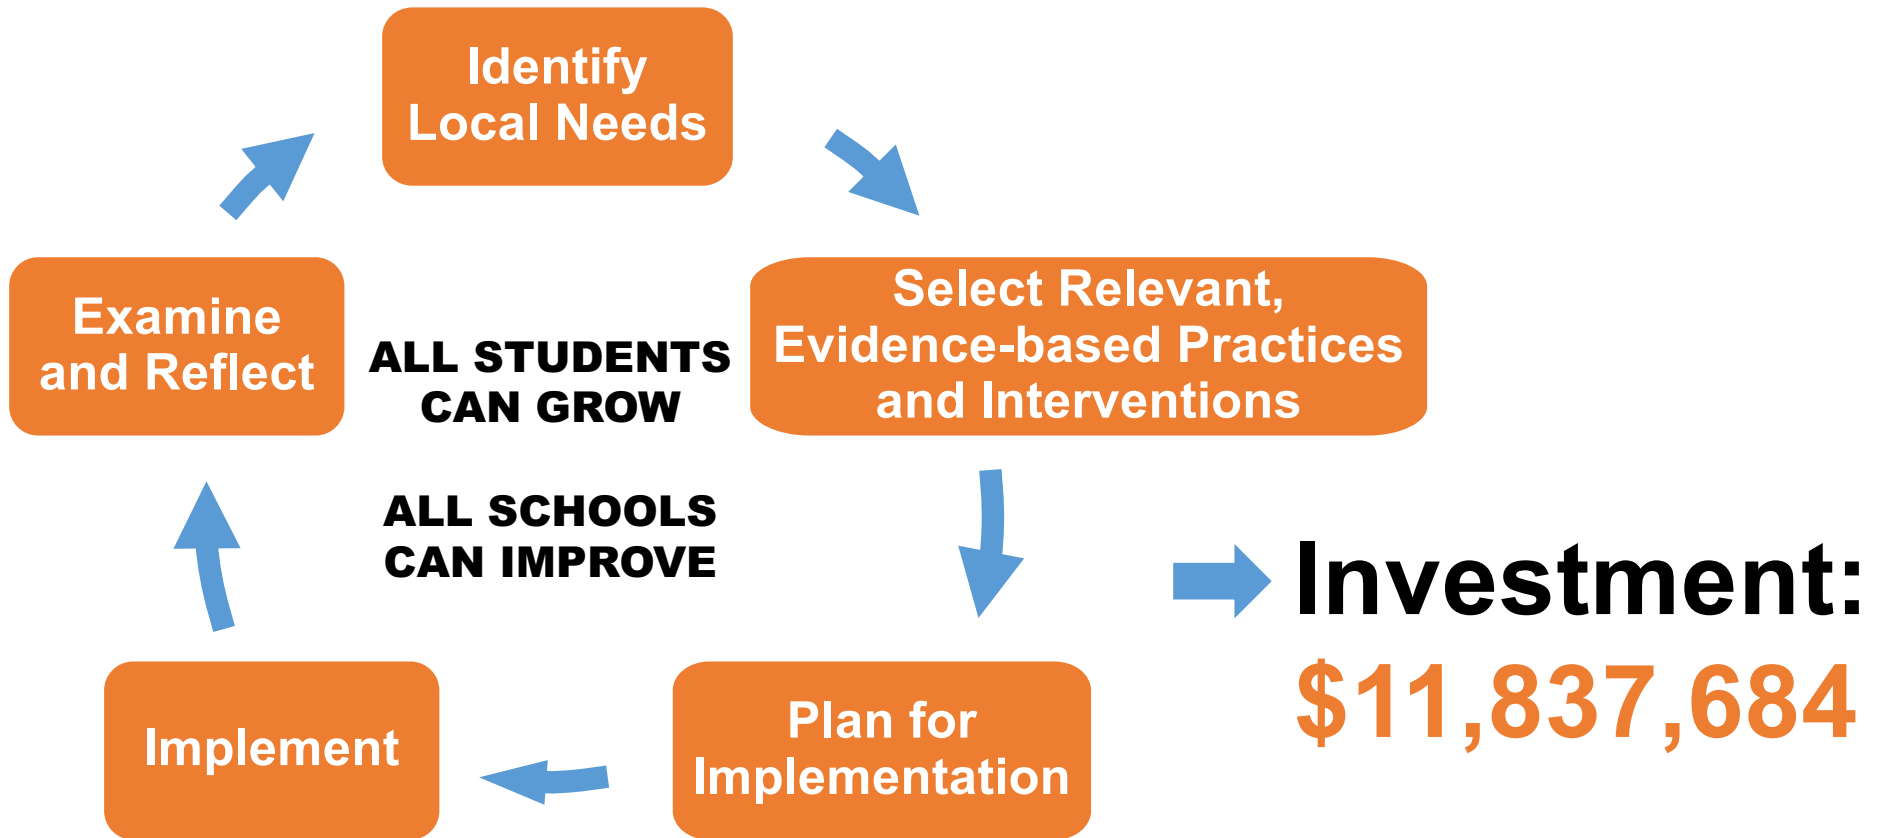 Identify
Local Needs
Select Relevant,
Evidence-based Practices
and Interventions
Plan for
Implementation
Implement
Examine
and Reflect
ALL STUDENTS
CAN GROW
ALL SCHOOLS
CAN IMPROVE
Investment:
$11,837,684